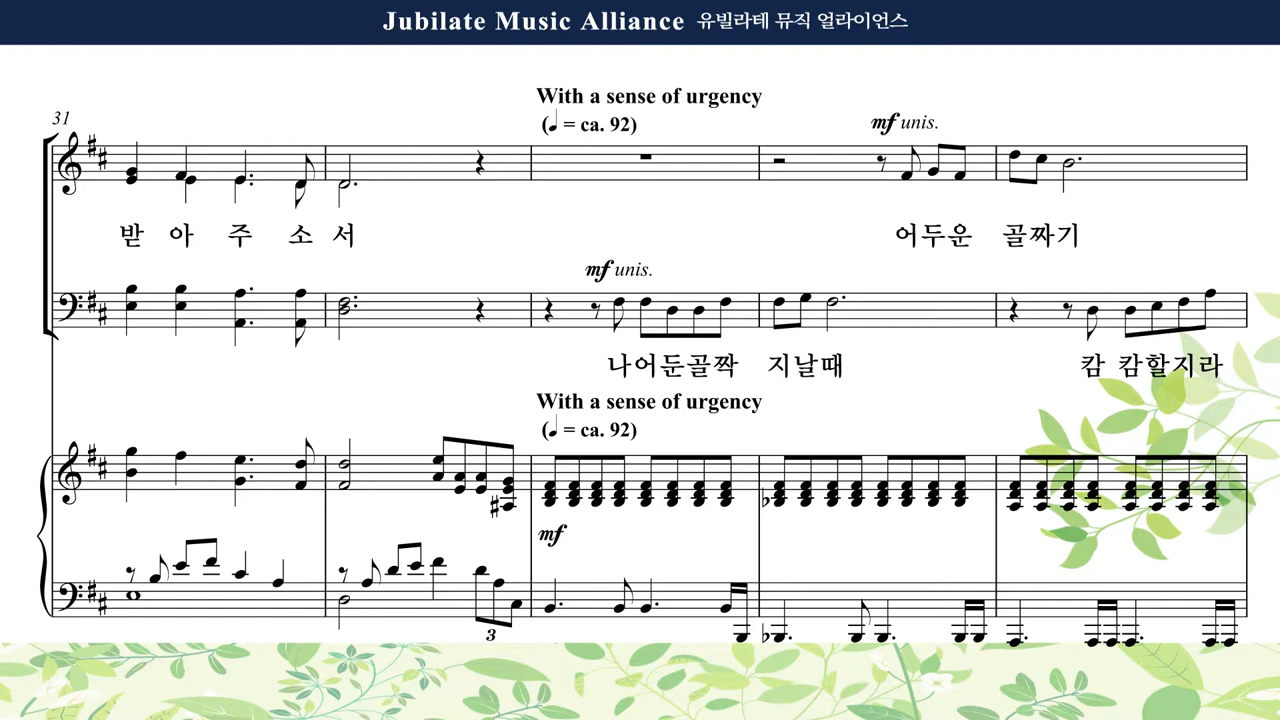 Jubilate Music Alliance 유빌라테 뮤직 얼라이언스
With a sense of urgency
(♩ = ca. 92)
31
mf unis.
받 아 주 소 서 어두운 골짜기
mf unis.
나어둔골짝 지날때 캄 캄할지라
With a sense of urgency
(♩ = ca. 92)
mf
3